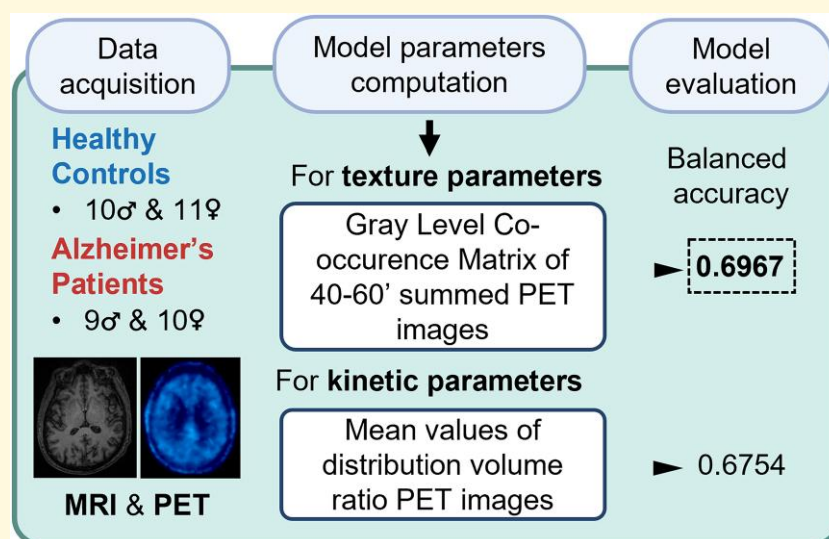 Data
acquisition
Model parameters
computation
Model
evaluation
Healthy
Controls
• 10♂ & 11♀
Alzheimer's
Patients
• 9♂ & 10♀
MRI & PET
For texture parameters
Gray Level Co-
occurence Matrix of
40-60' summed PET
images
For kinetic parameters
Mean values of
distribution volume
ratio PET images
Balanced
accuracy
0.6967
0.6754